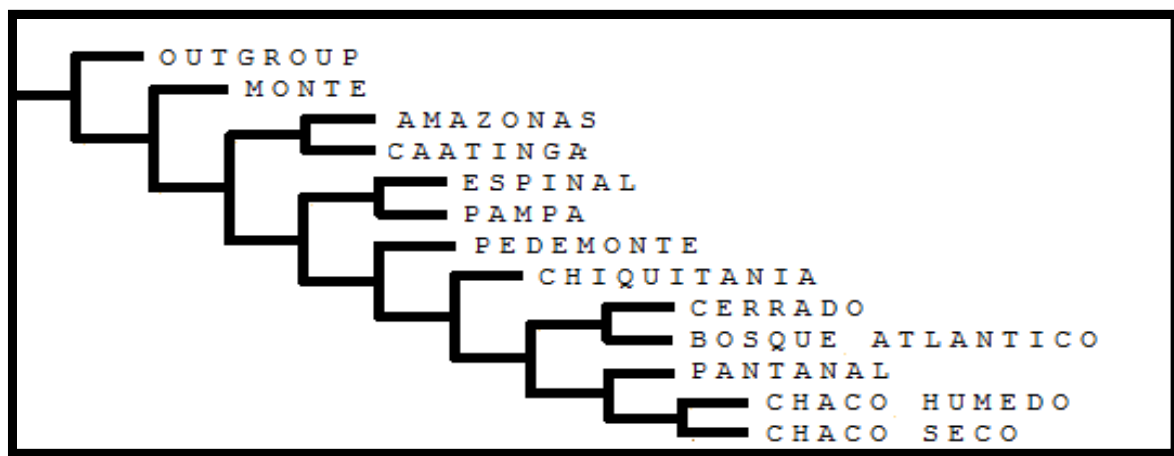 OUTGROUP
MONTE
AMAZONAS
CAATINGA
ESPINAL
PAMPA
PEDEMONTE
CHIQUITANIA
CERRADO
BOSQUE ATLANTICO
PANTANAL
CHACO HUMEDO
CHACO SECO